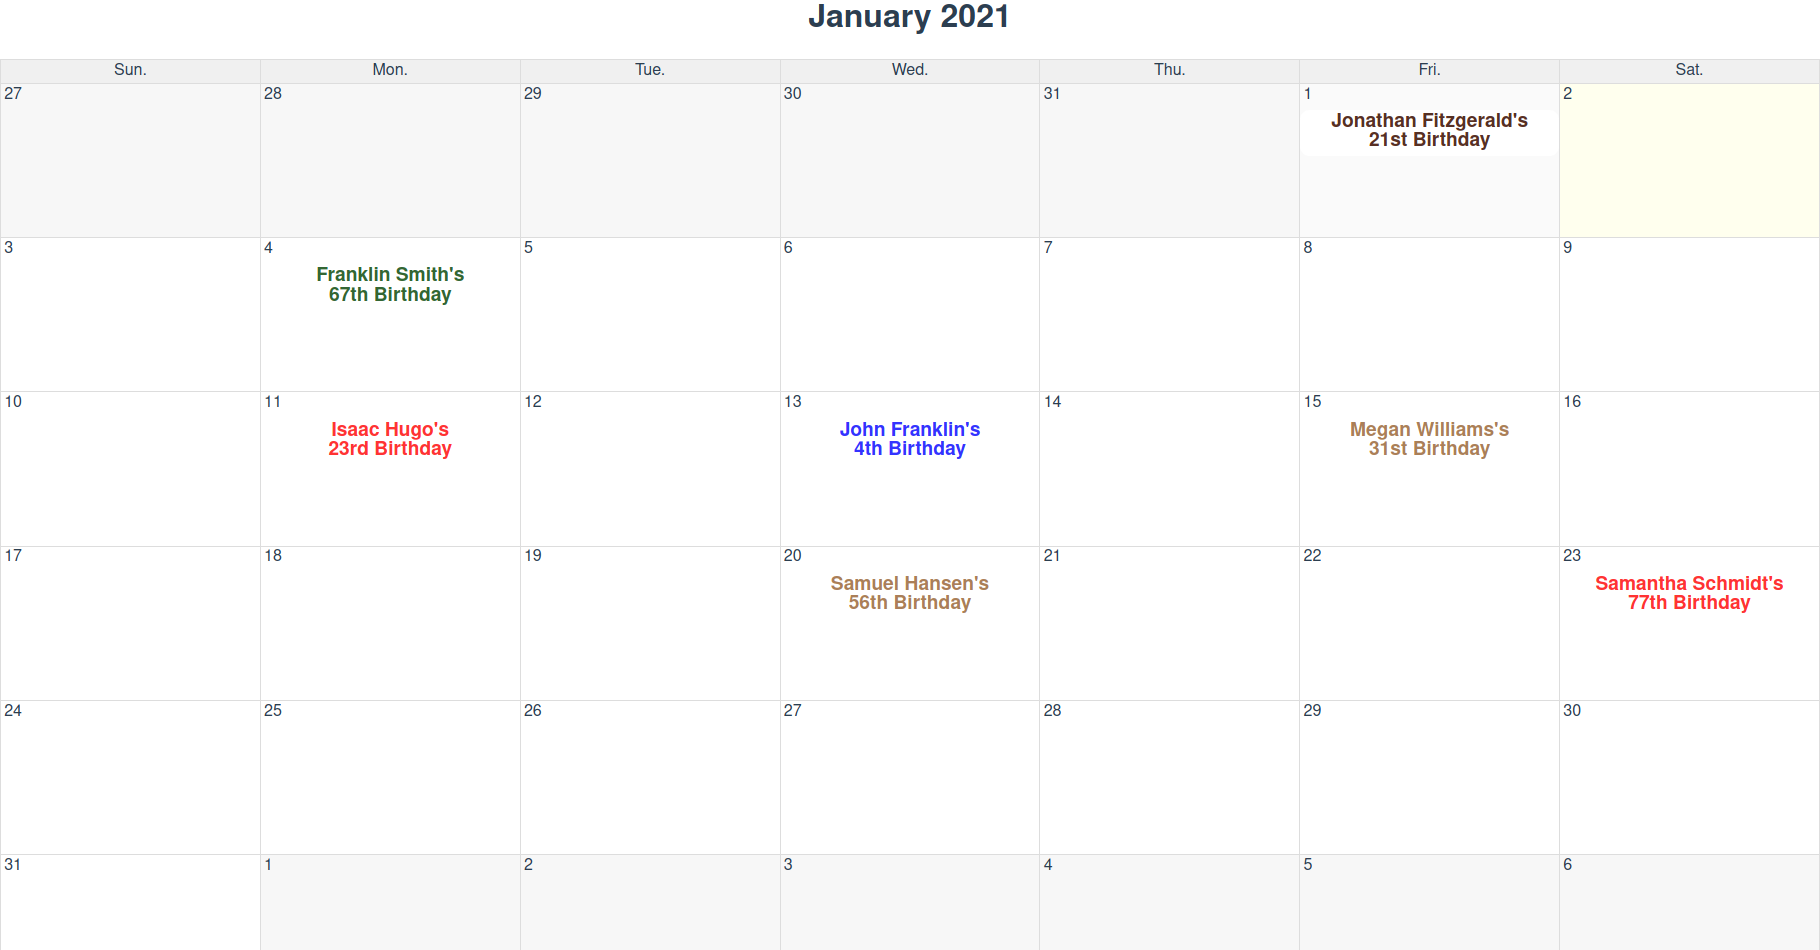 January 2021
Sun. Mon. Tue. Wed. Thu. Fri. Sat.
27 28 29 30 31 1 2
Jonathan Fitzgerald's
21st Birthday
3 4 5 6 7 8 9
Franklin Smith's
67th Birthday
10 11 12 13 14 15 16
Isaac Hugo's John Franklin's Megan Williams's
23rd Birthday 4th Birthday 31st Birthday
17 18 19 20 21 22 23
Samuel Hansen's Samantha Schmidt's
56th Birthday 77th Birthday
24 25 26 27 28 29 30
31 1 2 3 4 5 6